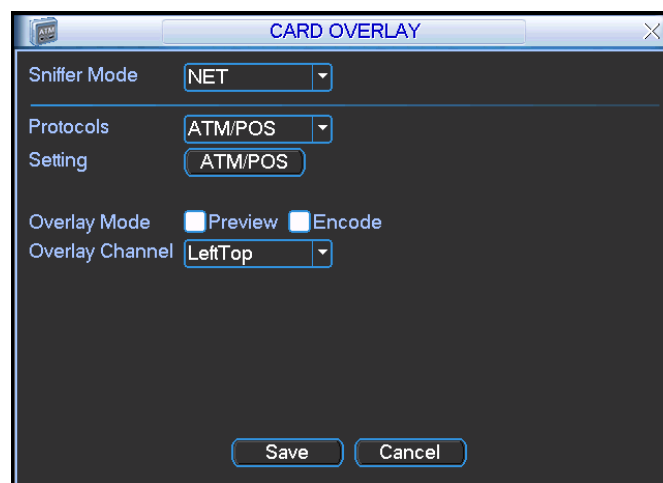 ATM
CARD OVERLAY
Sniffer Mode NET
Protocols ATM/POS
Setting ATM/POS
Overlay Mode Preview Encode
Overlay Channel LeftTop
Save Cancel